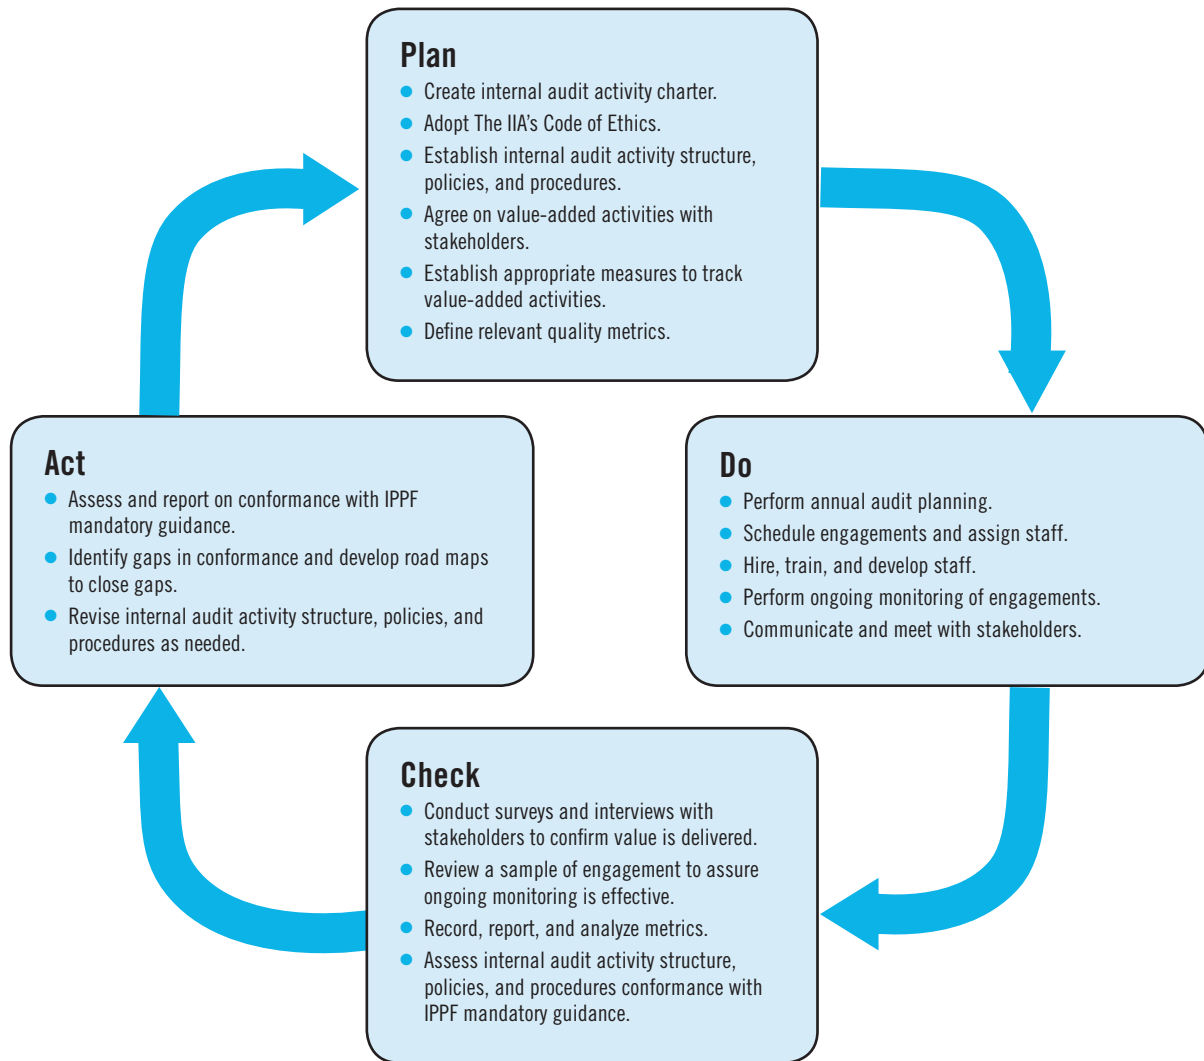 Plan
● Create internal audit activity charter.
● Adopt The IIA's Code of Ethics.
● Establish internal audit activity structure,
policies, and procedures.
● Agree on value-added activities with
stakeholders.
● Establish appropriate measures to track
value-added activities.
● Define relevant quality metrics.
Do
● Perform annual audit planning.
● Schedule engagements and assign staff.
● Hire, train, and develop staff.
● Perform ongoing monitoring of engagements.
● Communicate and meet with stakeholders.
Check
● Conduct surveys and interviews with
stakeholders to confirm value is delivered.
● Review a sample of engagement to assure
ongoing monitoring is effective.
● Record, report, and analyze metrics.
● Assess internal audit activity structure,
policies, and procedures conformance with
IPPF mandatory guidance.
Act
● Assess and report on conformance with IPPF
mandatory guidance.
● Identify gaps in conformance and develop road maps
to close gaps.
● Revise internal audit activity structure, policies, and
procedures as needed.